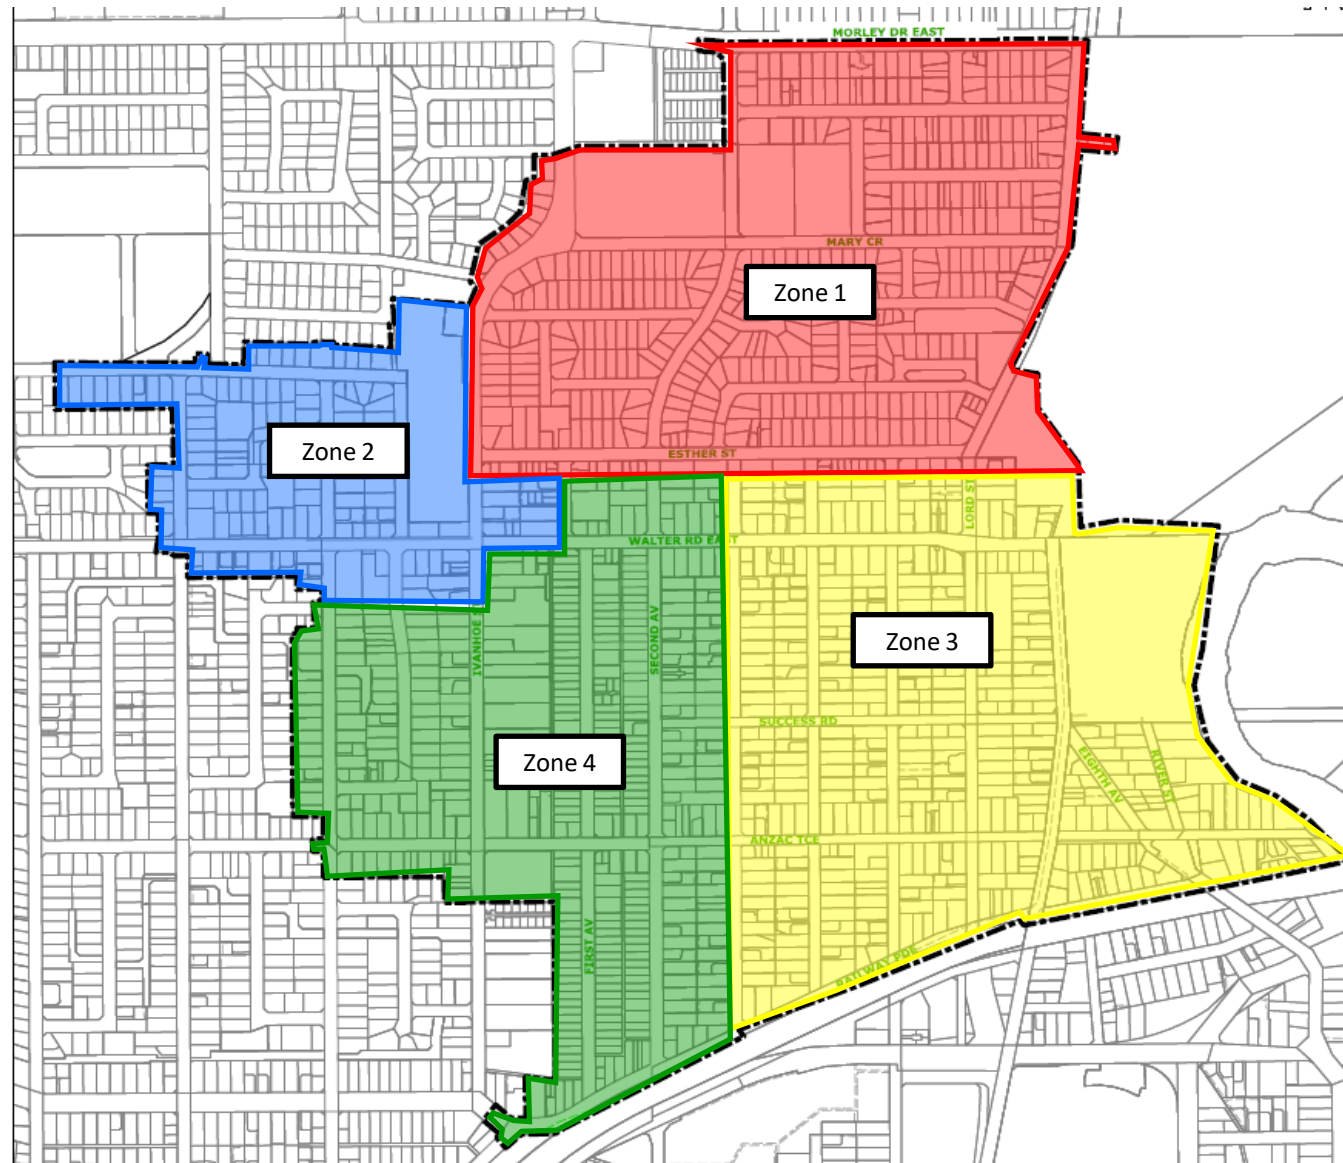 MORLEY DR EAST
MARY CR
Zone 1
Zone 2
ESTHER ST
LORD ST
WALTER RD EAST
IVANHOE
SECOND AV
Zone 3
SUCCESS RD
Zone 4
EIGHTH AV
RIVER ST
ANZAC TCE
FIRST AV
RAILWAY PDE